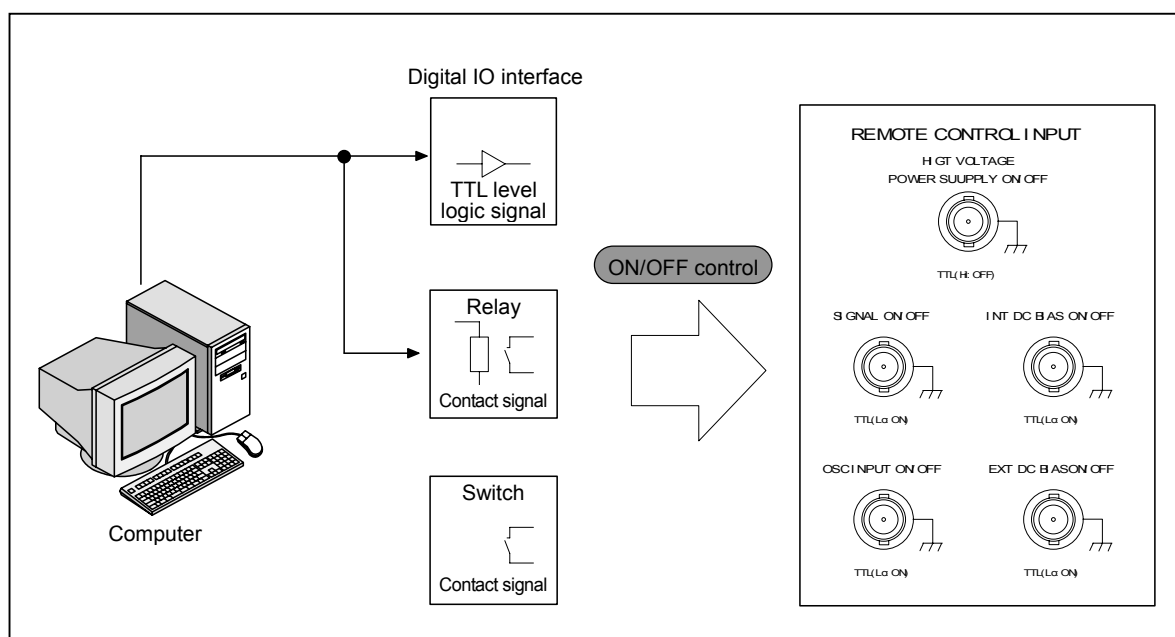 Digital IO interface
TTL level
logic signal
Relay
Contact signal
Switch
Contact signal
Computer
ON/OFF control
REMOTE CONTROL INPUT
HIGT VOLTAGE
POWER SUUPPLY ON/OFF
TTL(Hi: OFF)
SIGNAL ON/OFF
INT DC BIAS ON/OFF
TTL(Lo: ON)
TTL(Lo: ON)
OSC INPUT ON/OFF
EXT DC BIAS ON/OFF
TTL(Lo: ON)
TTL(Lo: ON)